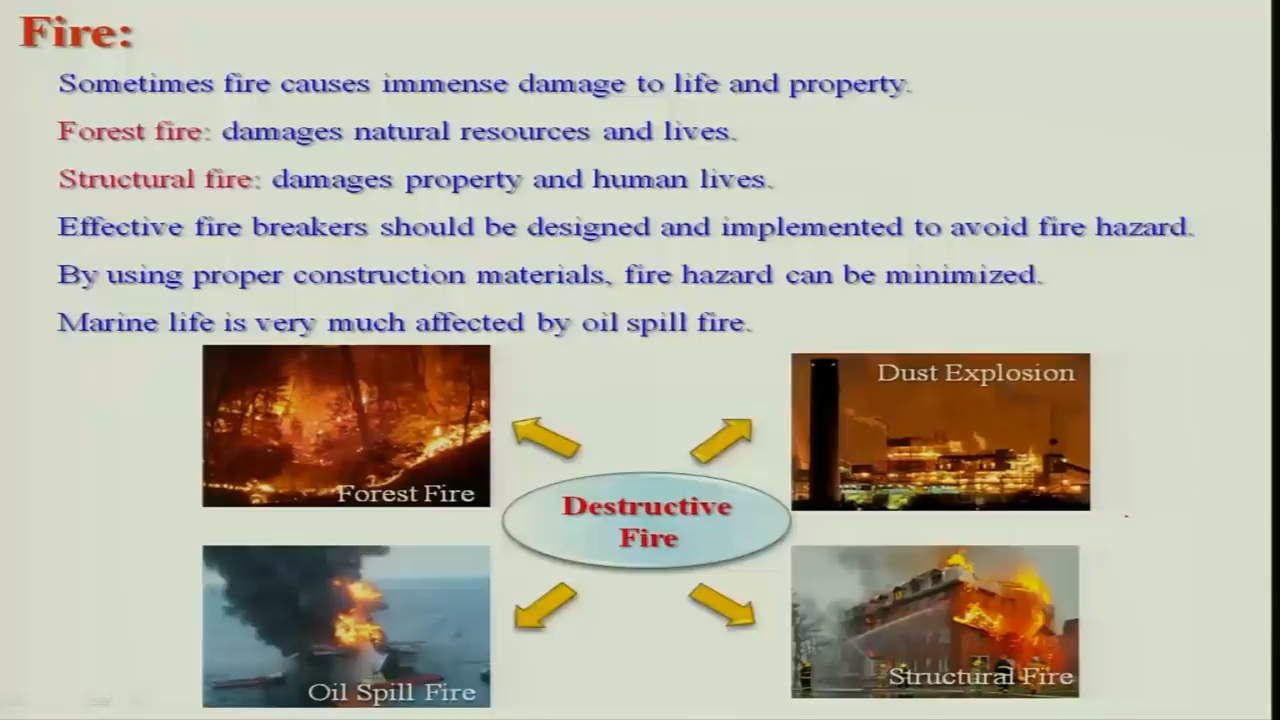 Fire:
Sometimes fire causes immense damage to life and property.
Forest fire: damages natural resources and lives.
Structural fire: damages property and human lives.
Effective fire breakers should be designed and implemented to avoid fire hazard.
By using proper construction materials, fire hazard can be minimized.
Marine life is very much affected by oil spill fire.
Forest Fire
Dust Explosion
Destructive
Fire
Oil Spill Fire
Structural Fire